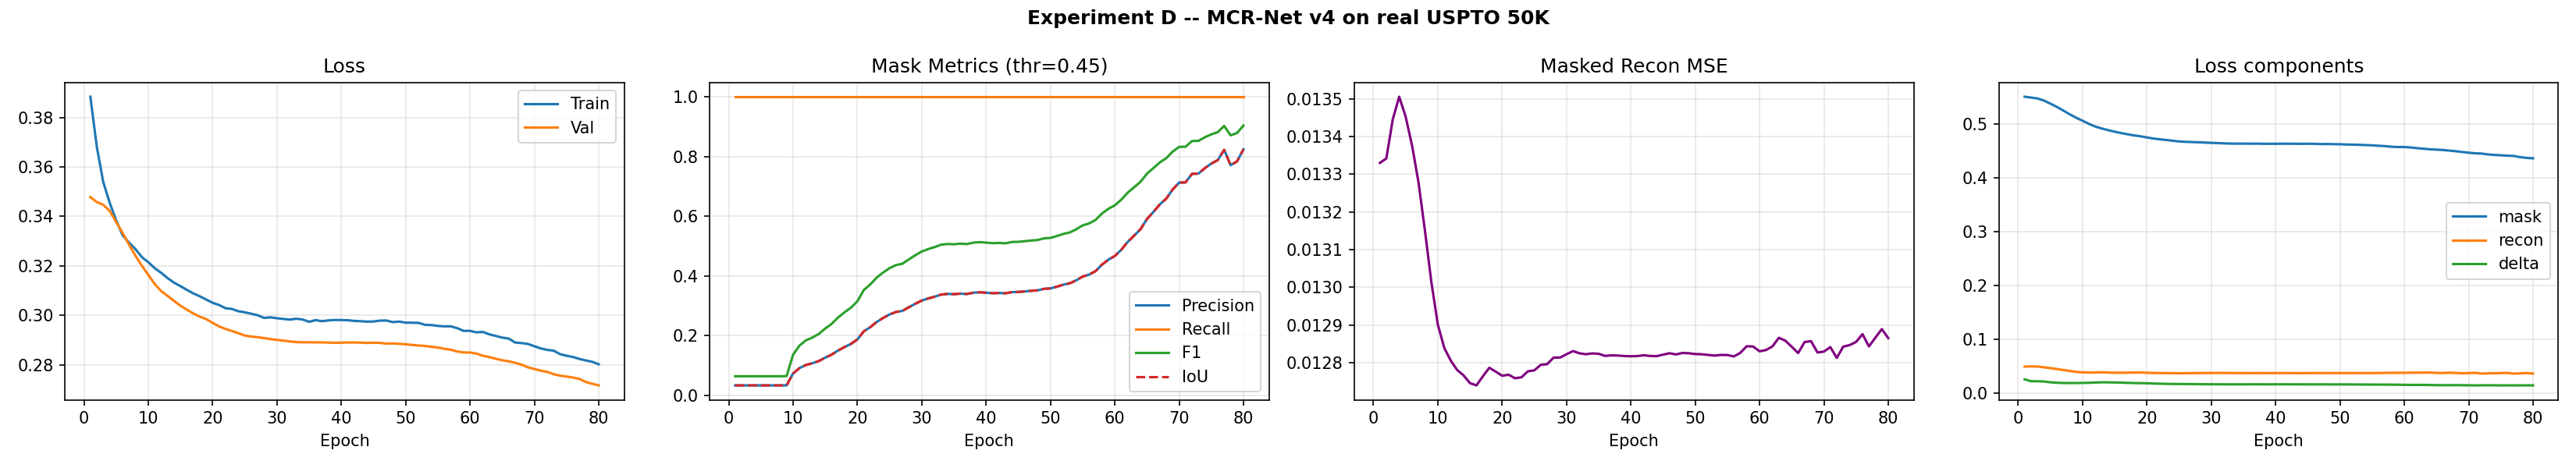 Experiment D -- MCR-Net v4 on real USPTO 50K
Loss
0.38
0.36
0.34
0.32
0.30
0.28
0 10 20 30 40 50 60 70 80
Epoch
Train
Val
Mask Metrics (thr=0.45)
1.0
0.8
0.6
0.4
0.2
0.0
0 10 20 30 40 50 60 70 80
Epoch
Precision
Recall
F1
IoU
Masked Recon MSE
0.0135
0.0134
0.0133
0.0132
0.0131
0.0130
0.0129
0.0128
0 10 20 30 40 50 60 70 80
Epoch
Loss components
0.5
0.4
0.3
0.2
0.1
0.0
0 10 20 30 40 50 60 70 80
Epoch
mask
recon
delta